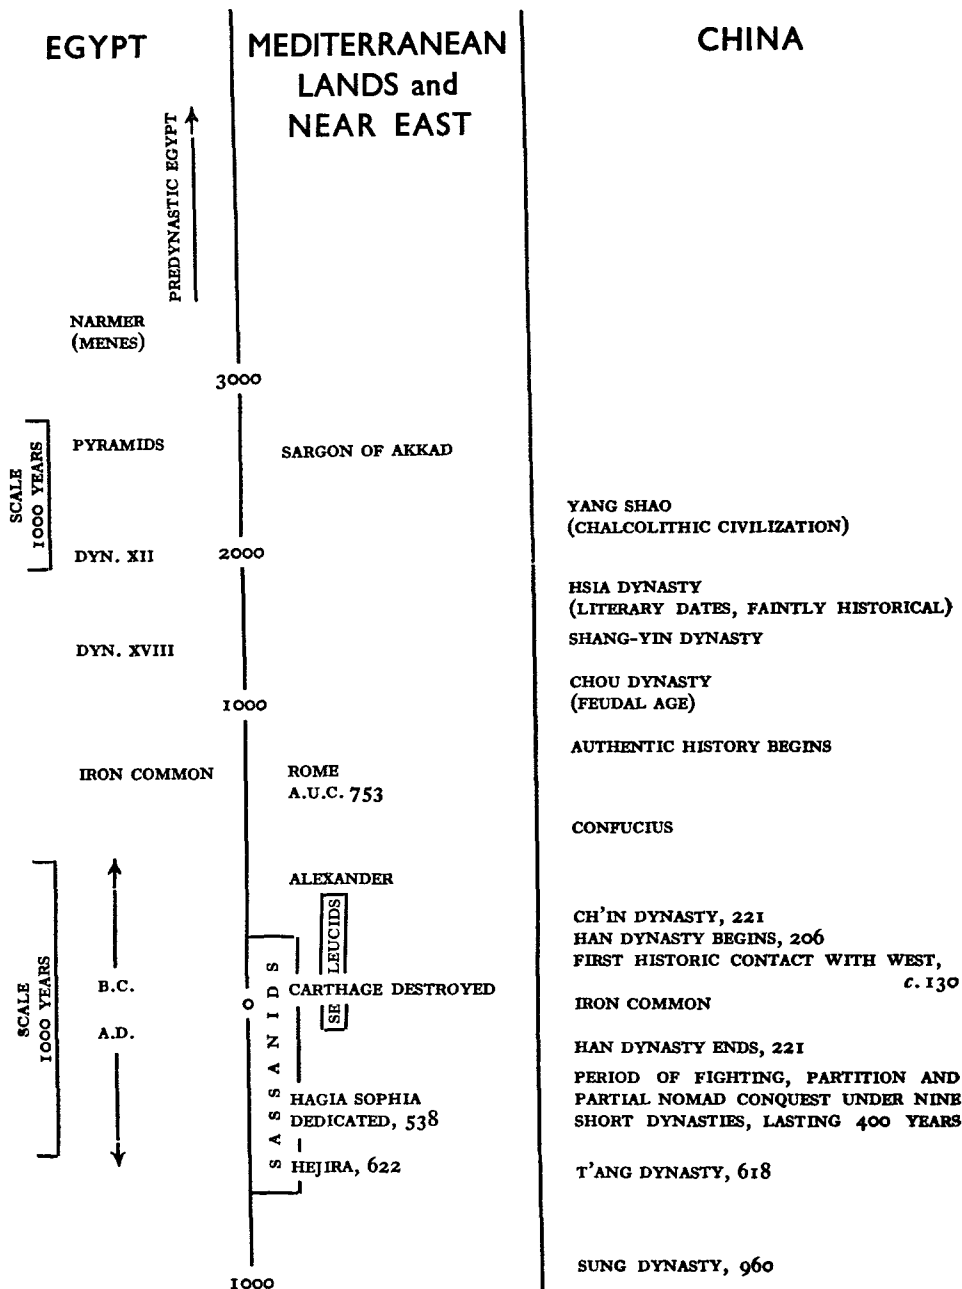 EGYPT
PREDYNASTIC EGYPT
NARMER
(MENES)
SCALE
1000 YEARS
PYRAMIDS
DYN. XII
DYN. XVIII
IRON COMMON
SCALE
1000 YEARS
B.C.
A.D.
3000
2000
1000
0
1000
MEDITERRANEAN
LANDS and
NEAR EAST
SARGON OF AKKAD
ROME
A.U.C. 753
ALEXANDER
SELEUCIDS
SASSANIDS
CARTHAGE DESTROYED
HAGIA SOPHIA
DEDICATED, 538
HEJIRA, 622
CHINA
YANG SHAO
(CHALCOLITHIC CIVILIZATION)
HSIA DYNASTY
(LITERARY DATES, FAINTLY HISTORICAL)
SHANG-YIN DYNASTY
CHOU DYNASTY
(FEUDAL AGE)
AUTHENTIC HISTORY BEGINS
CONFUCIUS
CH'IN DYNASTY, 221
HAN DYNASTY BEGINS, 206
FIRST HISTORIC CONTACT WITH WEST,
c. 130
IRON COMMON
HAN DYNASTY ENDS, 221
PERIOD OF FIGHTING, PARTITION AND
PARTIAL NOMAD CONQUEST UNDER NINE
SHORT DYNASTIES, LASTING 400 YEARS
T'ANG DYNASTY, 618
SUNG DYNASTY, 960